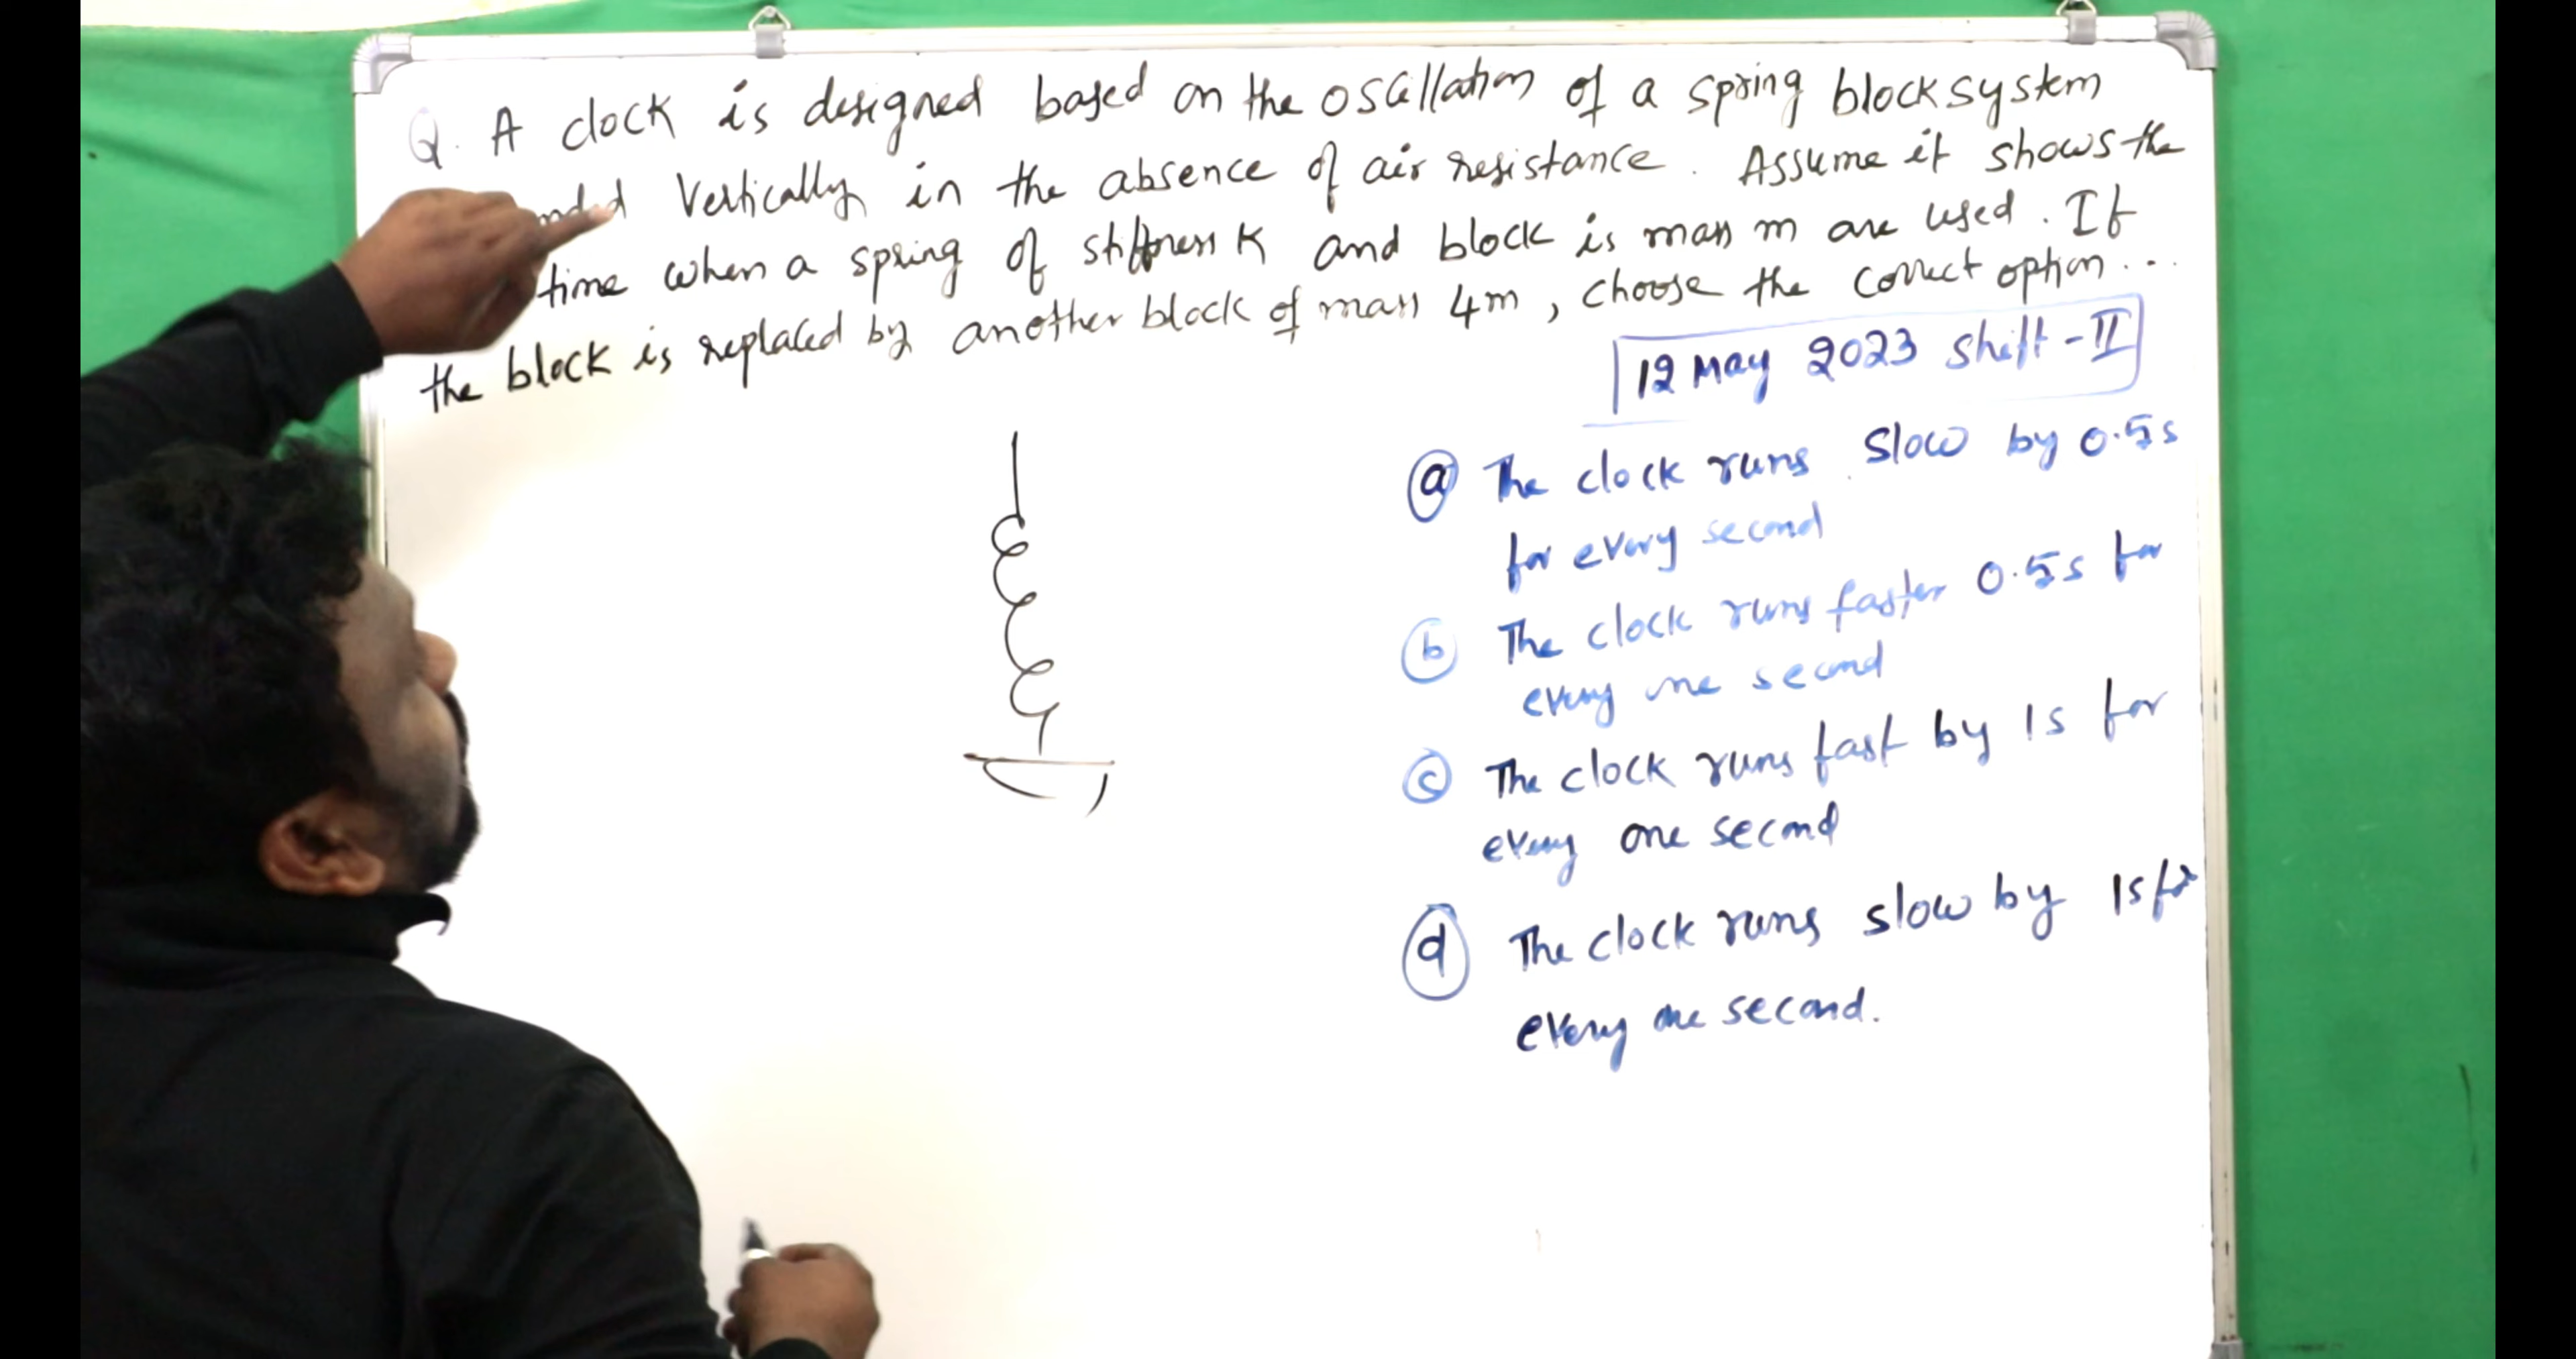 Q. A clock is designed based on the oscillation of a spring block system
nded Vertically in the absence of air resistance. Assume it shows the
time when a spring of stiffness K and block is mass m are used. If
the block is replaced by another block of mass 4m, choose the correct option...
12 May 2023 shift-II
a The clock runs slow by 0.5s
for every second
b The clock runs faster 0.5s for
every one second
c The clock runs fast by 1s for
every one second
d The clock runs slow by 1s for
every one second.